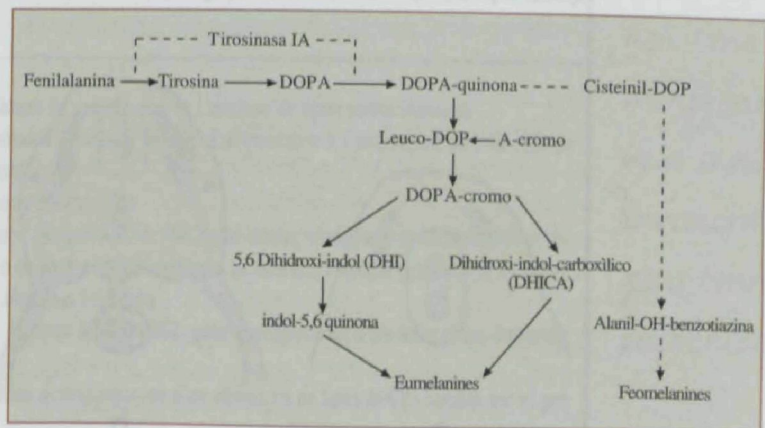 Tirosinasa IA
Fenilalanina Tirosina DOPA DOPA-quinona Cisteinil-DOP
Leuco-DOP A-cromo
DOPA-cromo
5,6 Dihidroxi-indol (DHI) Dihidroxi-indol-carboxìlico
(DHICA)
indol-5,6 quinona Alanil-OH-benzotiazina
Eumelanines Feomelanines